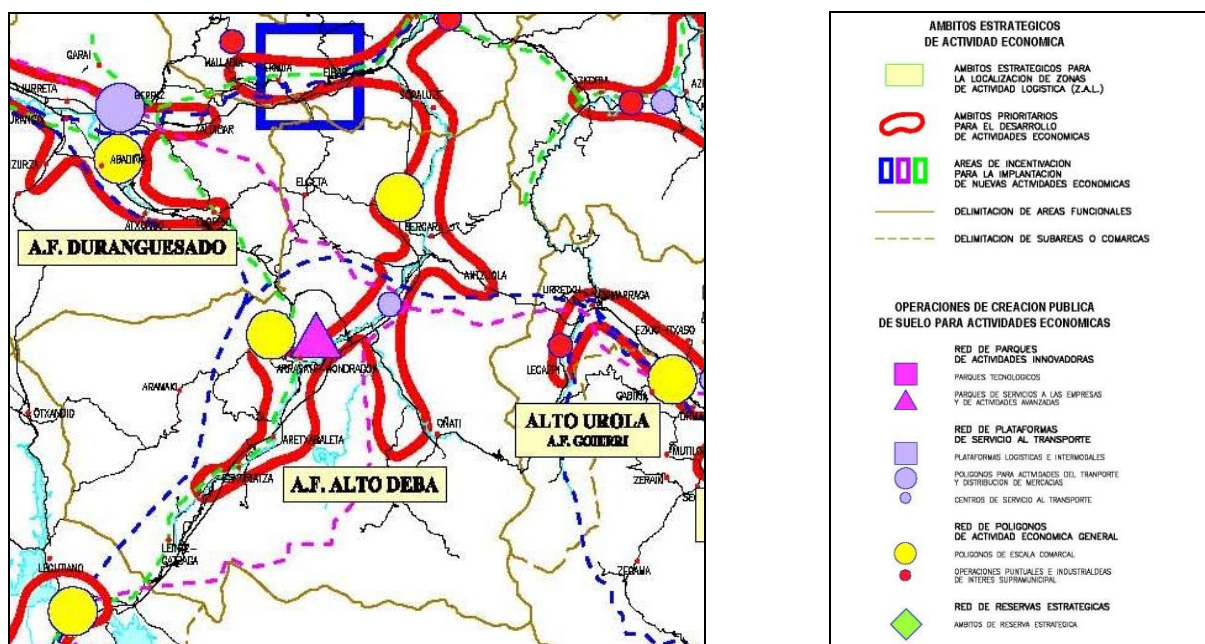 GARAI
MALLABIA
ERMUA
EIBAR
IURRETA
BERRIZ
SORALUZE
ZALDIBAR
ABADIÑO
IZURZA
ELGETA
ATXONDO
ELORRIO
BERGARA
A.F. DURANGUESADO
ANTZUOLA
URRETXU
ZUMARRAGA
EZKIO-ITXASO
LEGAZPI
ARRASATE-MONDRAGON
ARAMAIO
GABIRIA
OTXANDIO
OÑATI
ALTO UROLA
A.F. GOIERRI
MUTILOA
ARETXABALETA
ESKORIATZA
A.F. ALTO DEBA
ZERAIN
LEINTZ-
GATZAGA
LEGUTIANO
ZEGAMA
AMBITOS ESTRATEGICOS
DE ACTIVIDAD ECONOMICA
AMBITOS ESTRATEGICOS PARA
LA LOCALIZACION DE ZONAS
DE ACTIVIDAD LOGISTICA (Z.A.L.)
AMBITOS PRIORITARIOS
PARA EL DESARROLLO
DE ACTIVIDADES ECONOMICAS
AREAS DE INCENTIVACION
PARA LA IMPLANTACION
DE NUEVAS ACTIVIDADES ECONOMICAS
DELIMITACION DE AREAS FUNCIONALES
DELIMITACION DE SUBAREAS O COMARCAS
OPERACIONES DE CREACION PUBLICA
DE SUELO PARA ACTIVIDADES ECONOMICAS
RED DE PARQUES
DE ACTIVIDADES INNOVADORAS
PARQUES TECNOLOGICOS
PARQUES DE SERVICIOS A LAS EMPRESAS
Y DE ACTIVIDADES AVANZADAS
RED DE PLATAFORMAS
DE SERVICIO AL TRANSPORTE
PLATAFORMAS LOGISTICAS E INTERMODALES
POLIGONOS PARA ACTIVIDADES DEL TRANPORTE
Y DISTRIBUCION DE MERCACIAS
CENTROS DE SERVICIO AL TRANSPORTE
RED DE POLIGONOS
DE ACTIVIDAD ECONOMICA GENERAL
POLIGONOS DE ESCALA COMARCAL
OPERACIONES PUNTUALES E INDUSTRIALDEAS
DE INTERES SUPRAMUNICIPAL
RED DE RESERVAS ESTRATEGICAS
AMBITOS DE RESERVA ESTRATEGICA